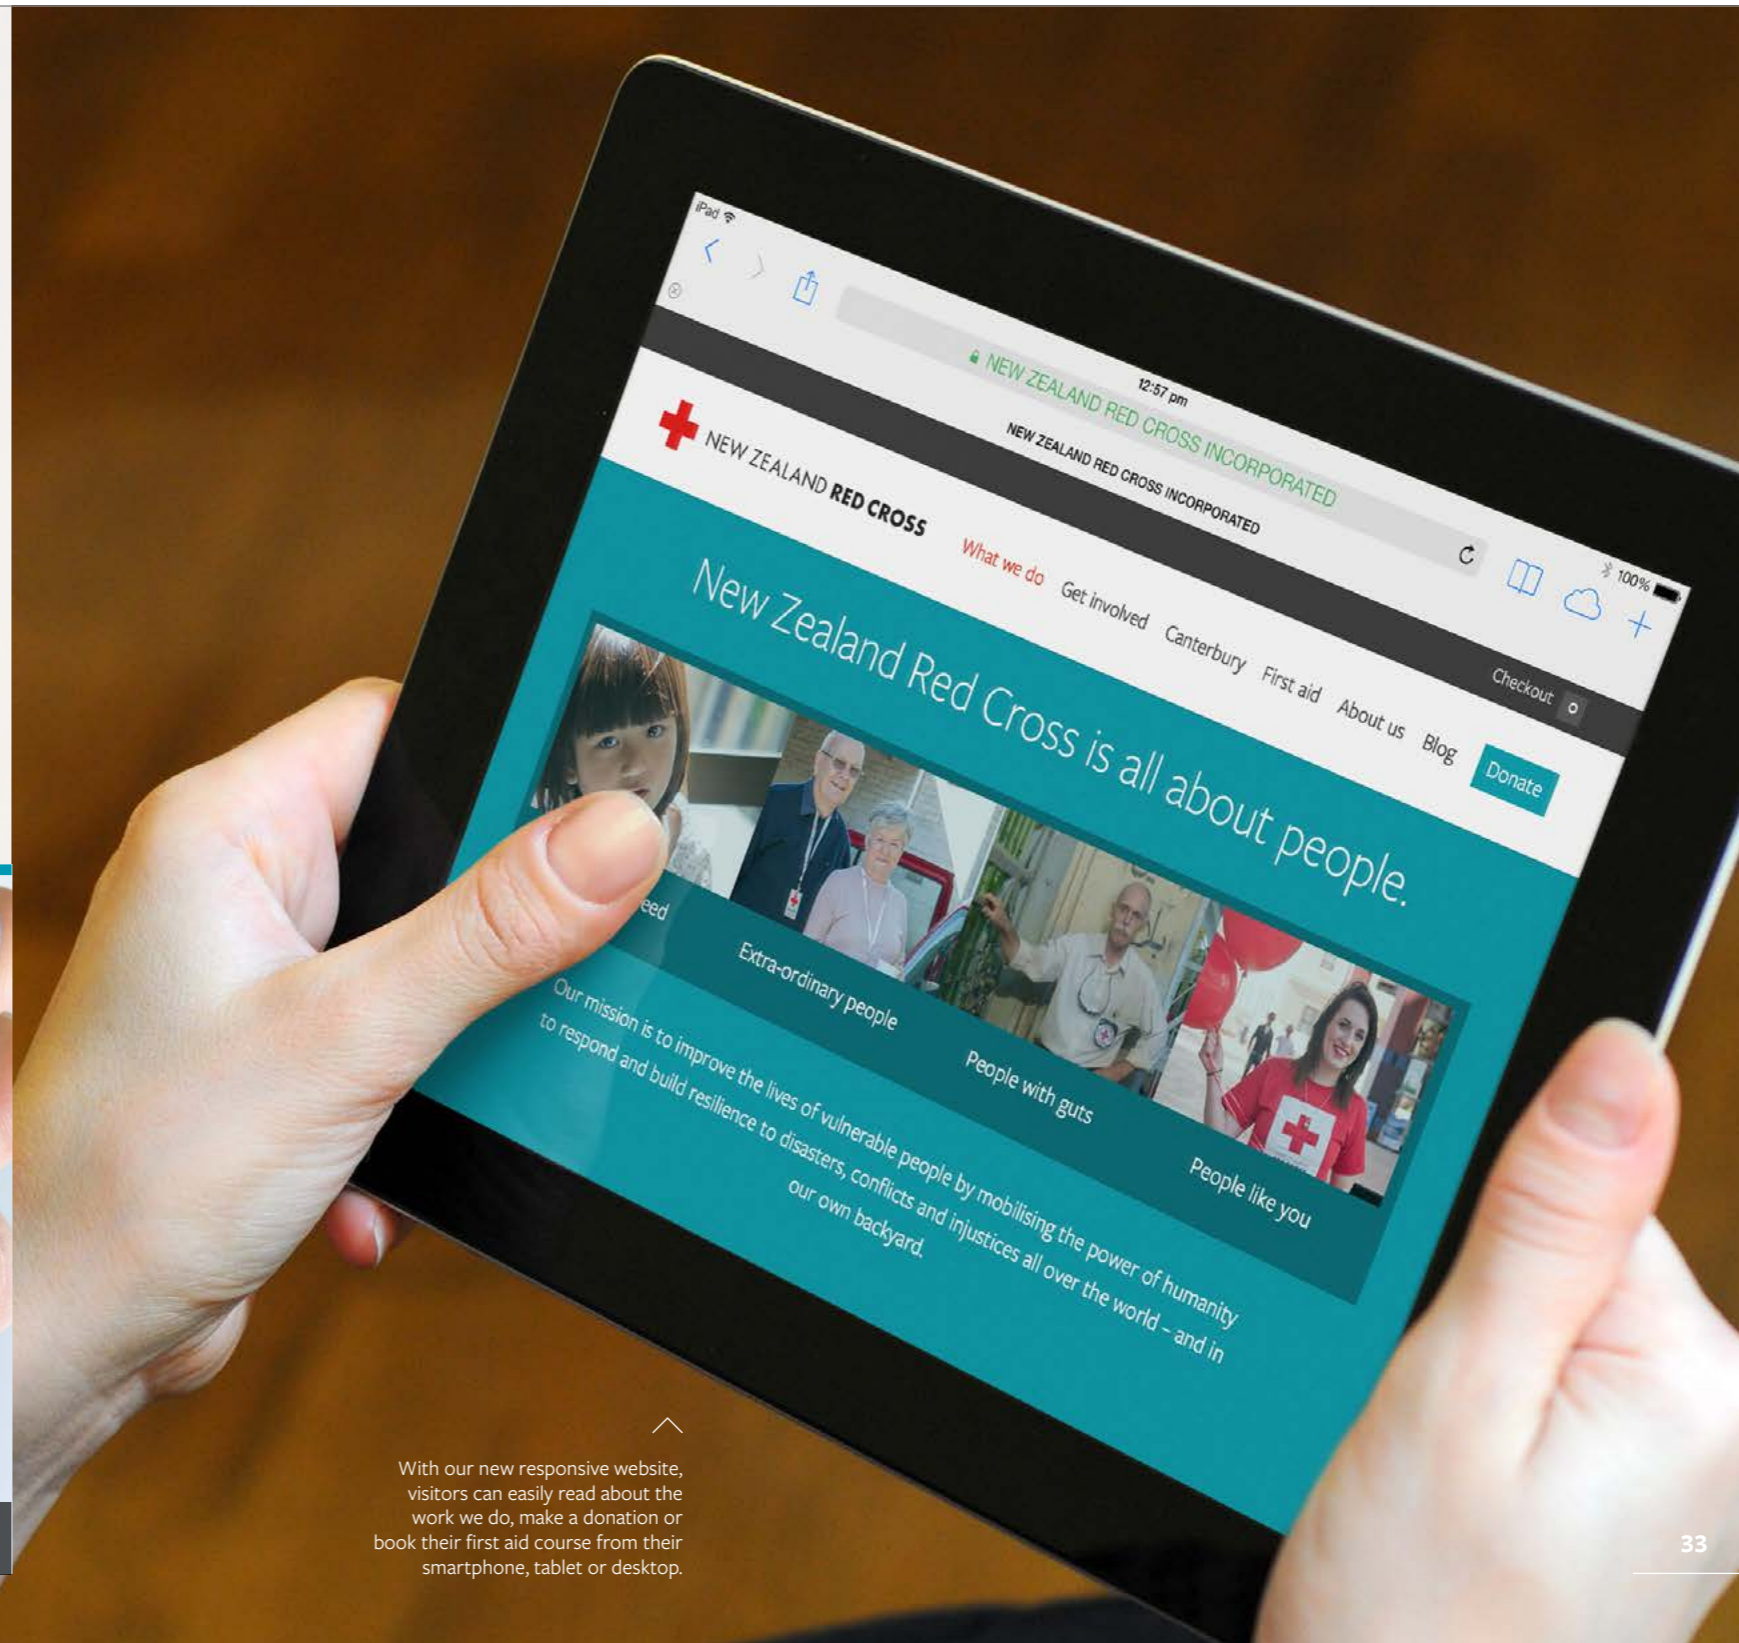 iPad
12:57 pm
100%
NEW ZEALAND RED CROSS INCORPORATED
NEW ZEALAND RED CROSS INCORPORATED
Checkout 0
NEW ZEALAND RED CROSS
What we do Get involved Canterbury First aid About us Blog Donate
New Zealand Red Cross is all about people.
Extra-ordinary people
People with guts
People like you
Our mission is to improve the lives of vulnerable people by mobilising the power of humanity
to respond and build resilience to disasters, conflicts and injustices all over the world – and in
our own backyard.
With our new responsive website,
visitors can easily read about the
work we do, make a donation or
book their first aid course from their
smartphone, tablet or desktop.
33